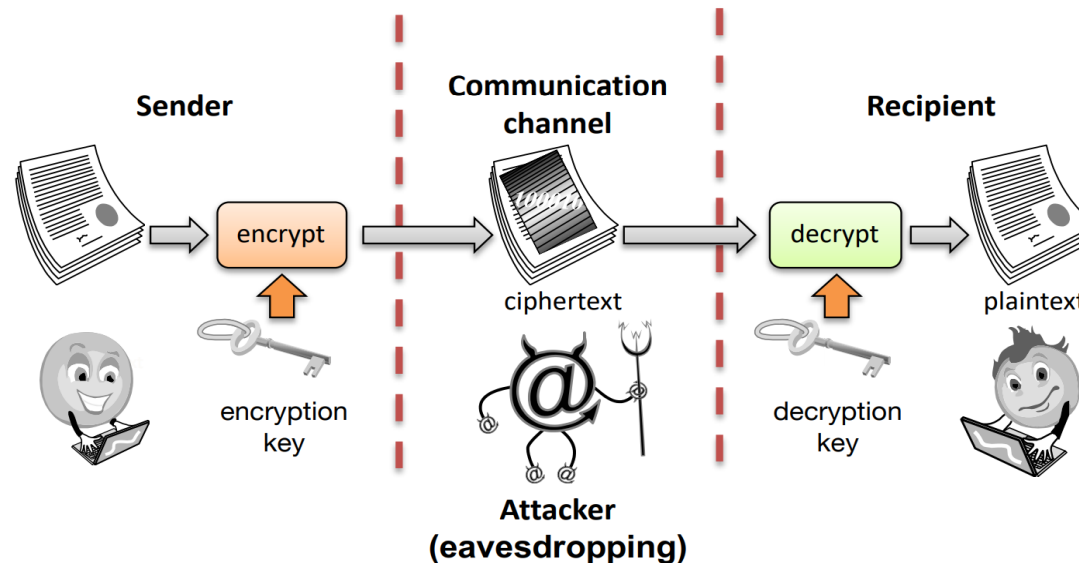 Sender
Communication
channel
Recipient
encrypt
decrypt
ciphertext
plaintext
encryption
key
@
@
@
@
@
decryption
key
Attacker
(eavesdropping)